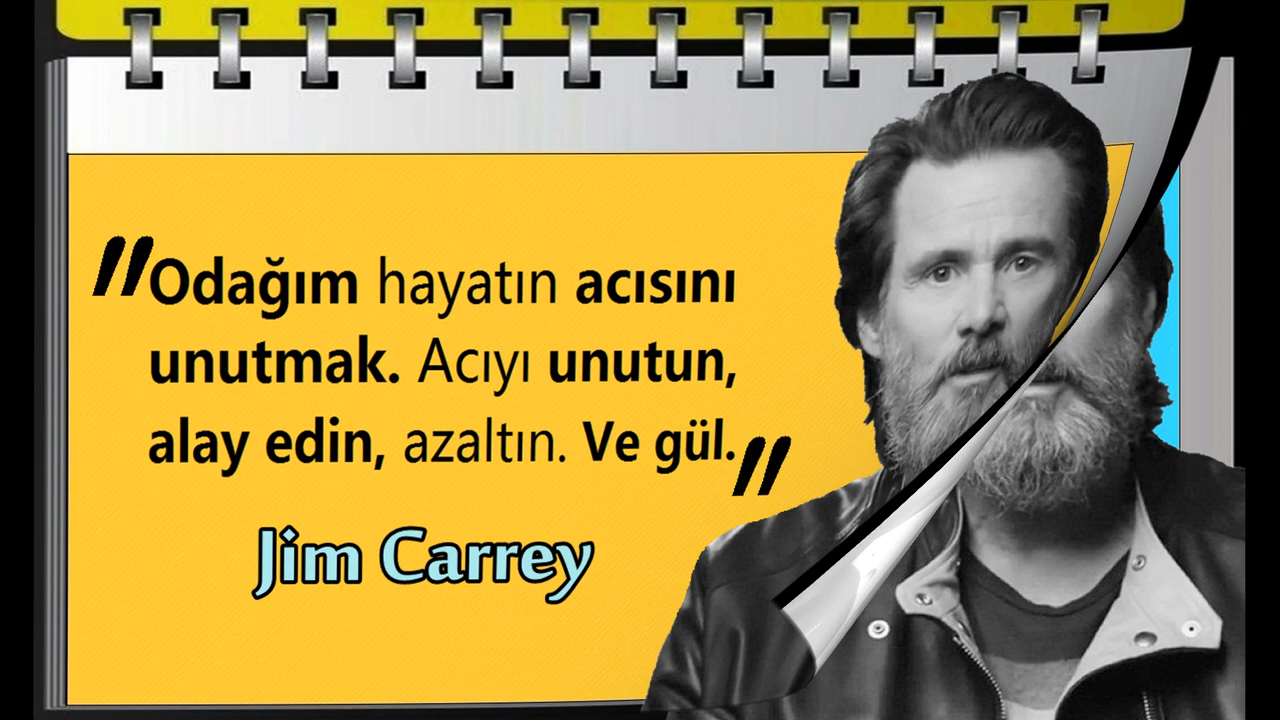 "Odağım hayatın acısını
unutmak. Acıyı unutun,
alay edin, azaltın. Ve gül."
Jim Carrey